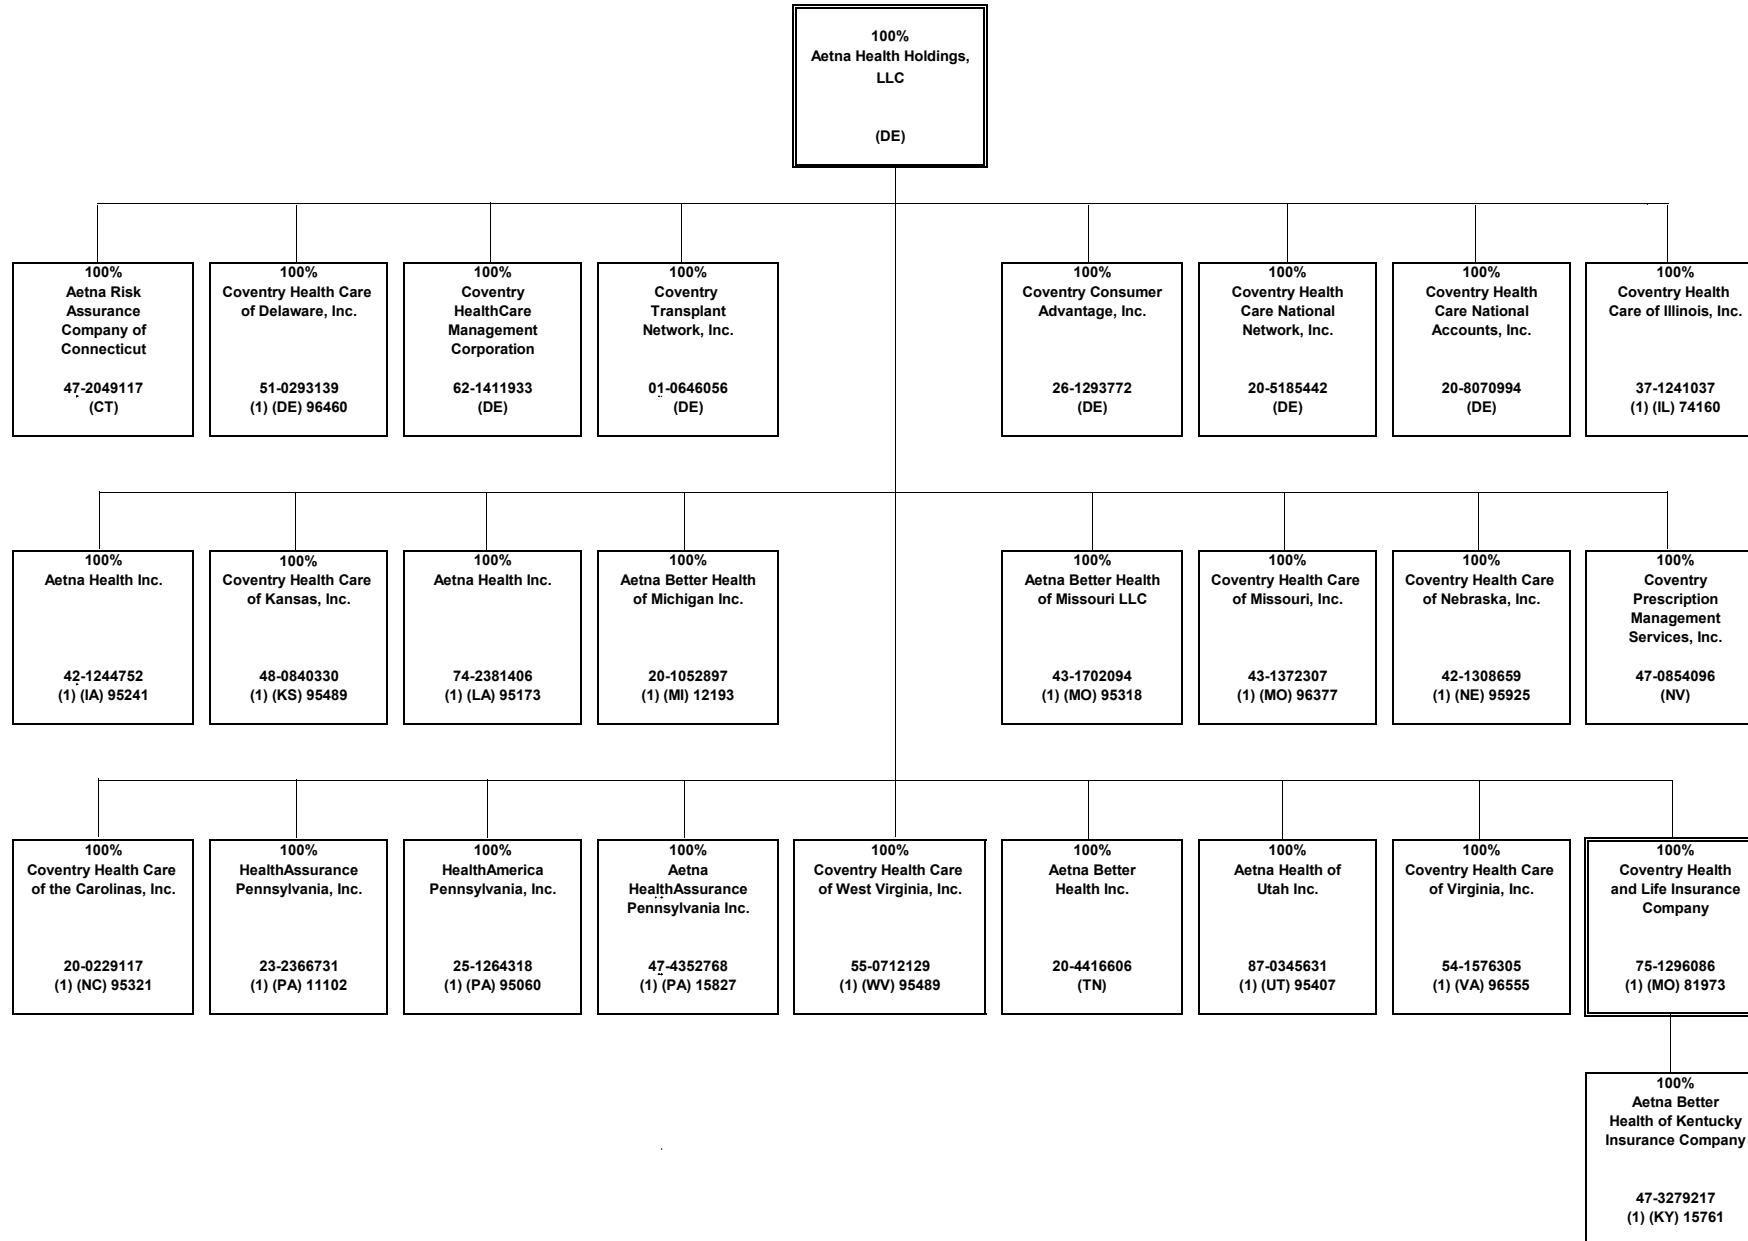 100%
Aetna Health Holdings,
LLC
(DE)
100%
Aetna Risk
Assurance
Company of
Connecticut
47-2049117
(CT)
100%
Coventry Health Care
of Delaware, Inc.
51-0293139
(1) (DE) 96460
100%
Coventry
HealthCare
Management
Corporation
62-1411933
(DE)
100%
Coventry
Transplant
Network, Inc.
01-0646056
(DE)
100%
Coventry Consumer
Advantage, Inc.
26-1293772
(DE)
100%
Coventry Health
Care National
Network, Inc.
20-5185442
(DE)
100%
Coventry Health
Care National
Accounts, Inc.
20-8070994
(DE)
100%
Coventry Health
Care of Illinois, Inc.
37-1241037
(1) (IL) 74160
100%
Aetna Health Inc.
42-1244752
(1) (IA) 95241
100%
Coventry Health Care
of Kansas, Inc.
48-0840330
(1) (KS) 95489
100%
Aetna Health Inc.
74-2381406
(1) (LA) 95173
100%
Aetna Better Health
of Michigan Inc.
20-1052897
(1) (MI) 12193
100%
Aetna Better Health
of Missouri LLC
43-1702094
(1) (MO) 95318
100%
Coventry Health Care
of Missouri, Inc.
43-1372307
(1) (MO) 96377
100%
Coventry Health Care
of Nebraska, Inc.
42-1308659
(1) (NE) 95925
100%
Coventry
Prescription
Management
Services, Inc.
47-0854096
(NV)
100%
Coventry Health Care
of the Carolinas, Inc.
20-0229117
(1) (NC) 95321
100%
HealthAssurance
Pennsylvania, Inc.
23-2366731
(1) (PA) 11102
100%
HealthAmerica
Pennsylvania, Inc.
25-1264318
(1) (PA) 95060
100%
Aetna
HealthAssurance
Pennsylvania Inc.
47-4352768
(1) (PA) 15827
100%
Coventry Health Care
of West Virginia, Inc.
55-0712129
(1) (WV) 95489
100%
Aetna Better
Health Inc.
20-4416606
(TN)
100%
Aetna Health of
Utah Inc.
87-0345631
(1) (UT) 95407
100%
Coventry Health Care
of Virginia, Inc.
54-1576305
(1) (VA) 96555
100%
Coventry Health
and Life Insurance
Company
75-1296086
(1) (MO) 81973
100%
Aetna Better
Health of Kentucky
Insurance Company
47-3279217
(1) (KY) 15761